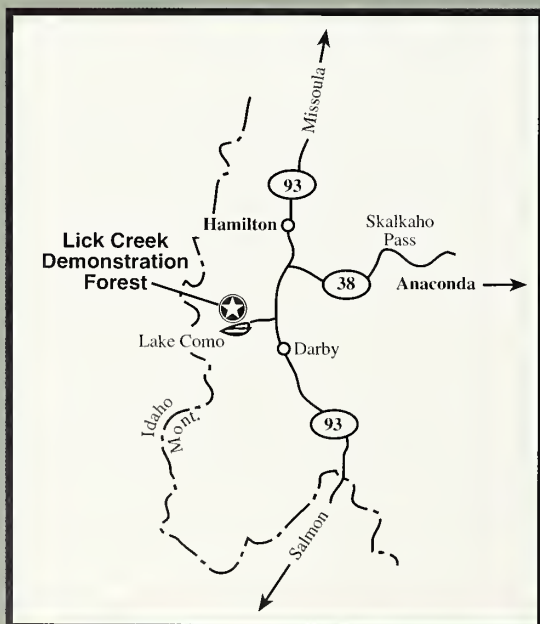 Missoula
93
Hamilton
Skalkaho
Pass
Lick Creek
Demonstration
Forest
38
Anaconda
Lake Como
Darby
Idaho
Mont.
93
Salmon